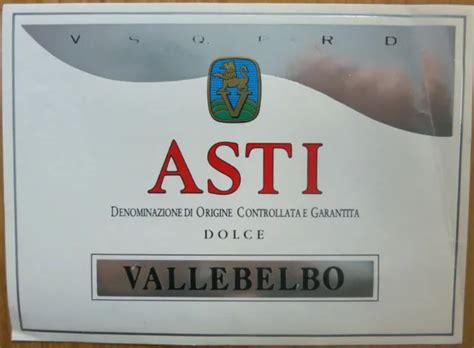 V S Q P R D
V
ASTI
DENOMINAZIONE DI ORIGINE CONTROLLATA E GARANTITA
DOLCE
VALLEBELBO